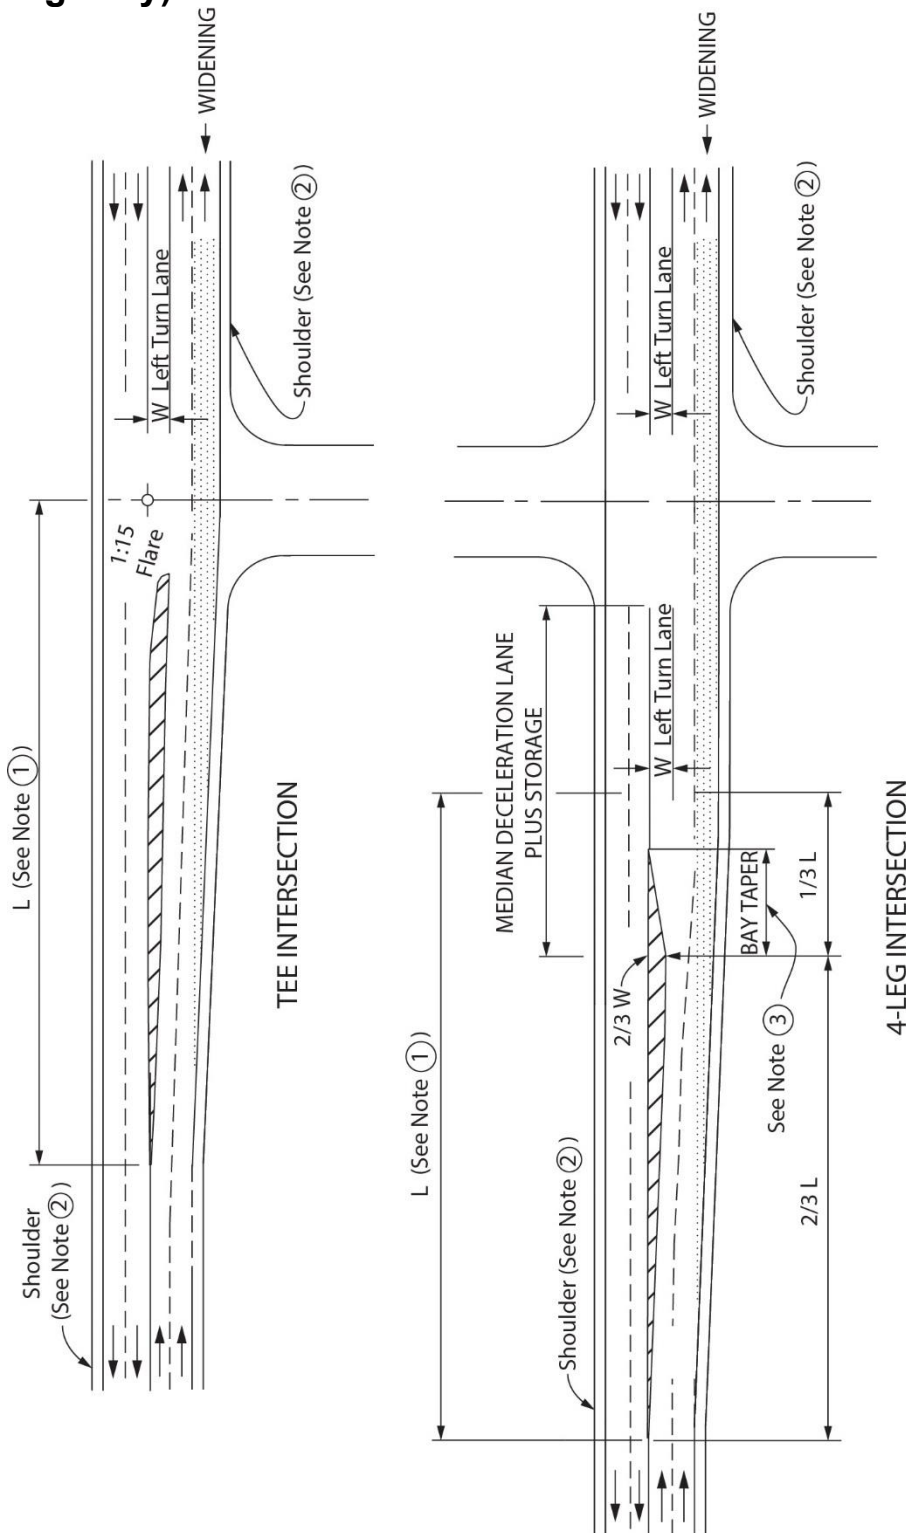 WIDENING
Shoulder (See Note ②)
W Left Turn Lane
1:15
Flare
L (See Note ①)
TEE INTERSECTION
Shoulder
(See Note ②)
WIDENING
Shoulder (See Note ②)
W Left Turn Lane
MEDIAN DECELERATION LANE
PLUS STORAGE
W Left Turn Lane
L (See Note ①)
BAY TAPER
1/3 L
2/3 W
See Note ③
Shoulder (See Note ②)
2/3 L
4-LEG INTERSECTION